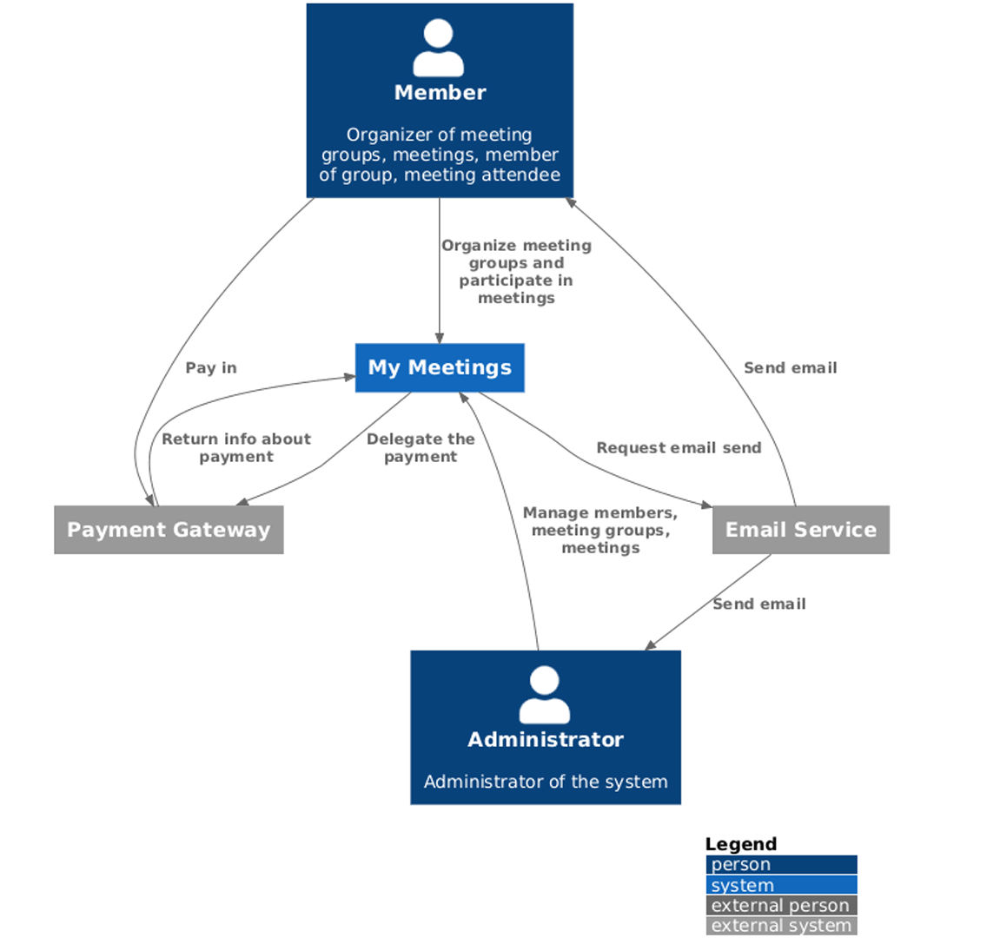 Member
Organizer of meeting
groups, meetings, member
of group, meeting attendee
Organize meeting
groups and
participate in
meetings
Pay in
My Meetings
Send email
Return info about
payment
Delegate the
payment
Request email send
Manage members,
meeting groups,
meetings
Payment Gateway
Email Service
Send email
Administrator
Administrator of the system
Legend
person
system
external person
external system